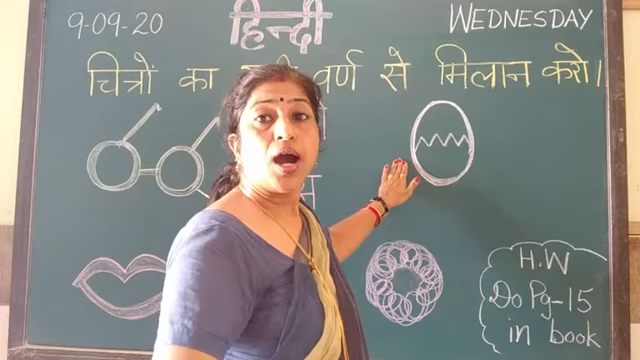 9-09-20
हिन्दी
WEDNESDAY
चित्रों का वर्ण से मिलान करो।
H.W
Do Pg-15
in book